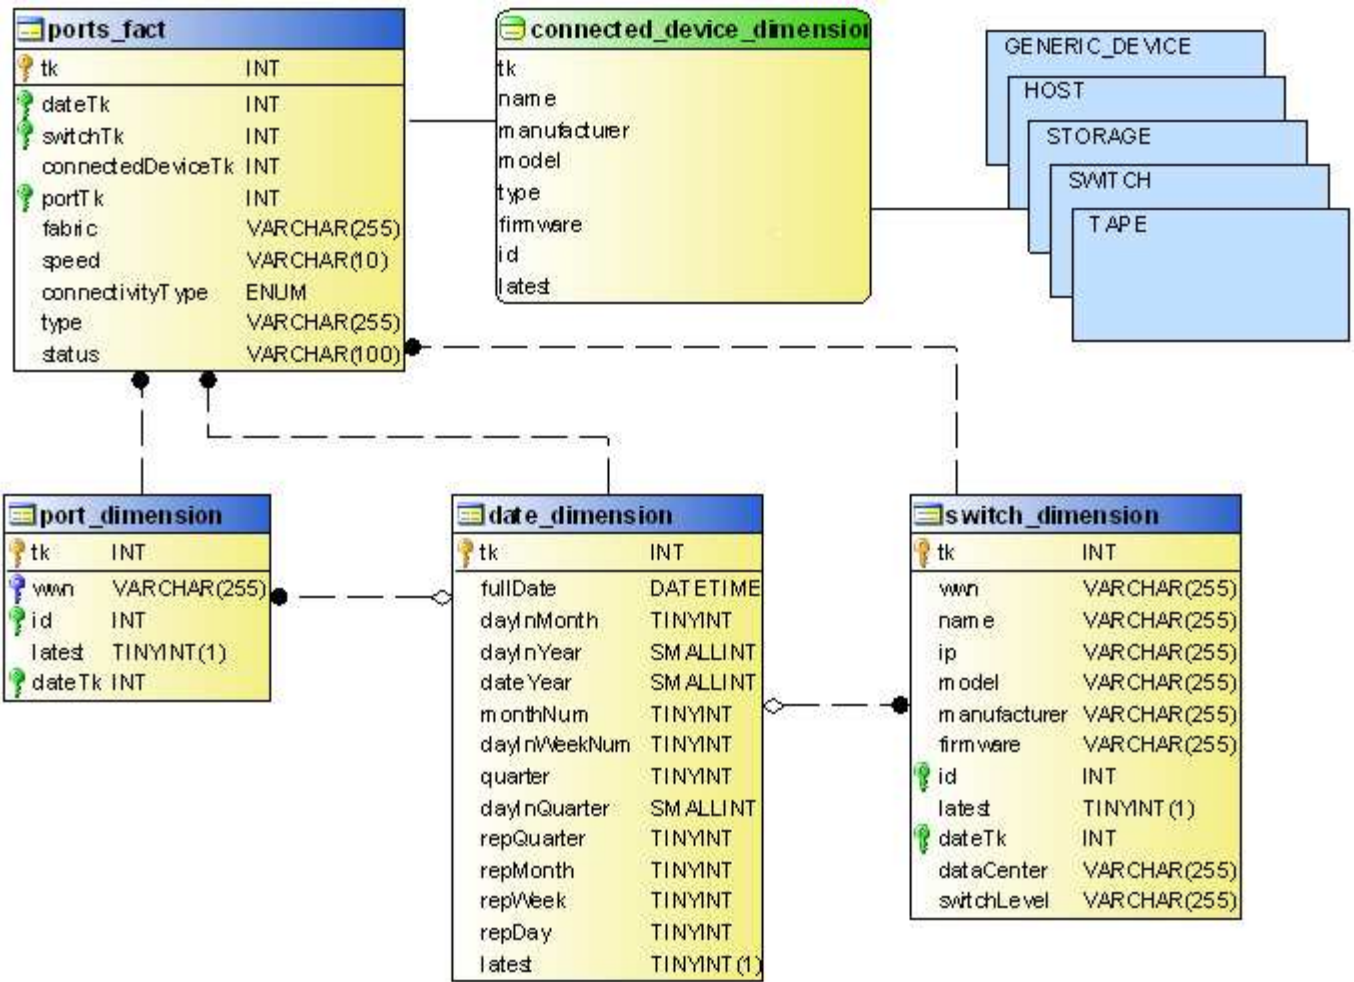 ports_fact
tk INT
dateTk INT
switchTk INT
connectedDeviceTk INT
portTk INT
fabric VARCHAR(255)
speed VARCHAR(10)
connectivityType ENUM
type VARCHAR(255)
status VARCHAR(100)
connected_device_dimension
tk
name
manufacturer
model
type
firmware
id
latest
GENERIC_DEVICE
HOST
STORAGE
SWITCH
TAPE
port_dimension
tk INT
wwn VARCHAR(255)
id INT
latest TINYINT(1)
dateTk INT
date_dimension
tk INT
fullDate DATETIME
dayInMonth TINYINT
dayInYear SMALLINT
dateYear SMALLINT
monthNum TINYINT
dayInWeekNum TINYINT
quarter TINYINT
dayInQuarter SMALLINT
repQuarter TINYINT
repMonth TINYINT
repWeek TINYINT
repDay TINYINT
latest TINYINT(1)
switch_dimension
tk INT
wwn VARCHAR(255)
name VARCHAR(255)
ip VARCHAR(255)
model VARCHAR(255)
manufacturer VARCHAR(255)
firmware VARCHAR(255)
id INT
latest TINYINT(1)
dateTk INT
dataCenter VARCHAR(255)
switchLevel VARCHAR(255)